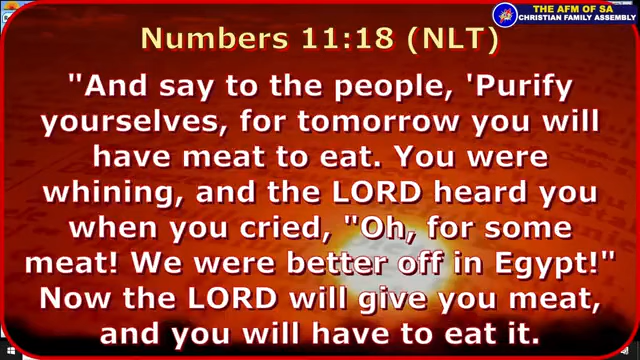 THE AFM OF SA
CHRISTIAN FAMILY ASSEMBLY
Numbers 11:18 (NLT)
"And say to the people, 'Purify
yourselves, for tomorrow you will
have meat to eat. You were
whining, and the LORD heard you
when you cried, "Oh, for some
meat! We were better off in Egypt!"
Now the LORD will give you meat,
and you will have to eat it.